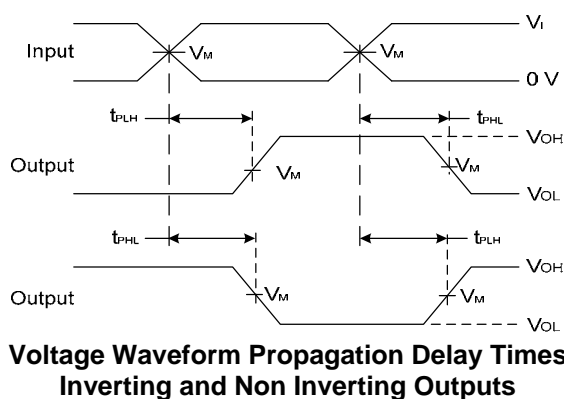 VI
Input VM VM
0 V
tPLH tPHL
VOH
Output VM VM
VOL
tPHL tPLH
VOH
Output VM VM
VOL
Voltage Waveform Propagation Delay Times
Inverting and Non Inverting Outputs